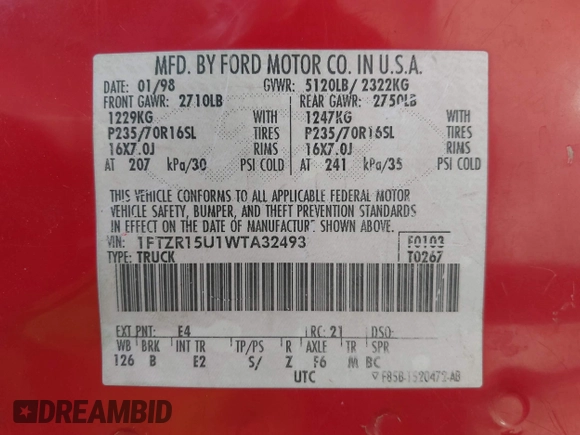 MFD. BY FORD MOTOR CO. IN U.S.A.
DATE 01/98 GVWR: 5120LB/ 2322KG
FRONT GAWR: 2710LB REAR GAWR: 2750LB
1229KG WITH 1247KG WITH
P235/70R16SL TIRES P235/70R16SL TIRES
16X7.0J RIMS 16X7.0J RIMS
AT 207 kPa/30 PSI COLD AT 241 kPa/35 PSI COLD
THIS VEHICLE CONFORMS TO ALL APPLICABLE FEDERAL MOTOR
VEHICLE SAFETY, BUMPER, AND THEFT PREVENTION STANDARDS
IN EFFECT ON THE DATE OF MANUFACTURE SHOWN ABOVE.
VIN: 1FTZR15U1WTA32493 F0103
TYPE: TRUCK T0267
EXT PNT: E4 RC: 21 DSO:
WB BRK INT TR TP/PS R AXLE TR SPR
126 B E2 S/ Z F6 M BC
UTC F85B-1520472-AB
DREAMBID